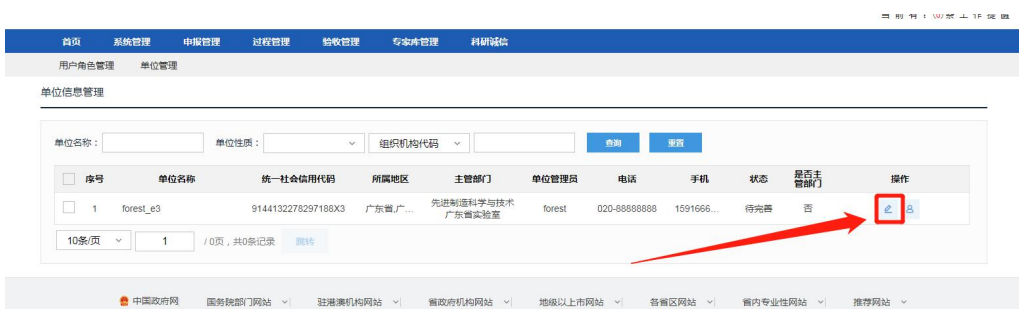 当前有!(0)条工作提醒
首页 系统管理 申报管理 过程管理 验收管理 专家库管理 科研诚信
用户角色管理 单位管理
单位信息管理
单位名称: 单位性质: 组织机构代码 查询 重置
序号 单位名称 统一社会信用代码 所属地区 主管部门 单位管理员 电话 手机 状态 是否主管部门 操作
1 forest_e3 9144132278297188X3 广东省,广... 先进制造科学与技术广东省实验室 forest 020-88888888 1591666... 待完善 否
10条/页 1 / 0页,共0条记录 跳转
中国政府网 国务院部门网站 驻港澳机构网站 省政府机构网站 地级以上市网站 各省区网站 省内专业性网站 推荐网站